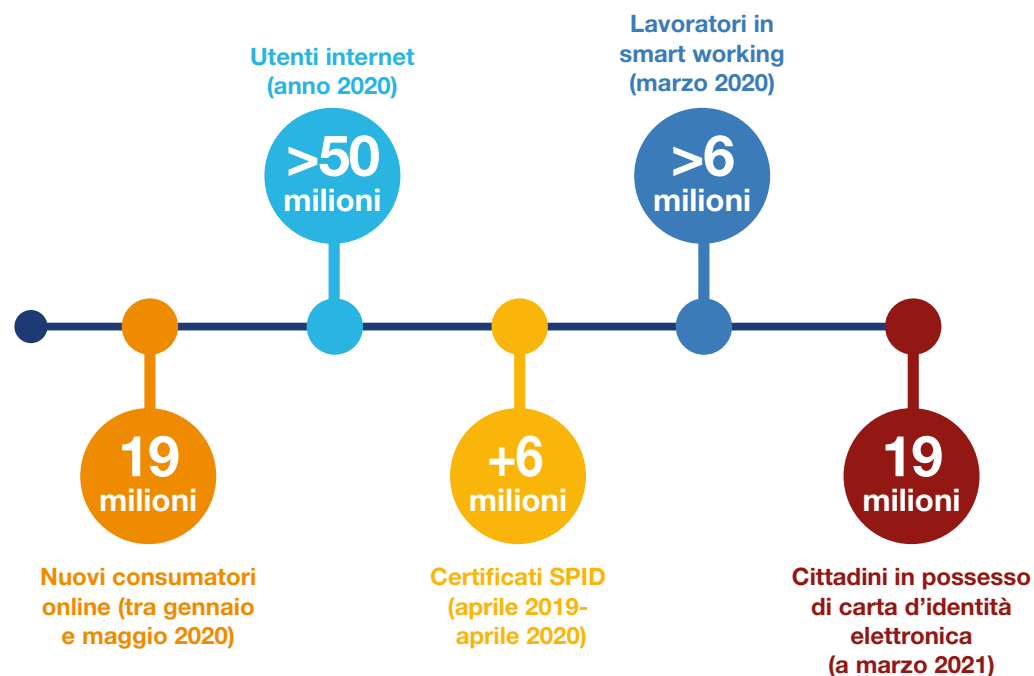 Utenti internet
(anno 2020)
>50
milioni
Lavoratori in
smart working
(marzo 2020)
>6
milioni
19
milioni
Nuovi consumatori
online (tra gennaio
e maggio 2020)
+6
milioni
Certificati SPID
(aprile 2019-
aprile 2020)
19
milioni
Cittadini in possesso
di carta d’identità
elettronica
(a marzo 2021)